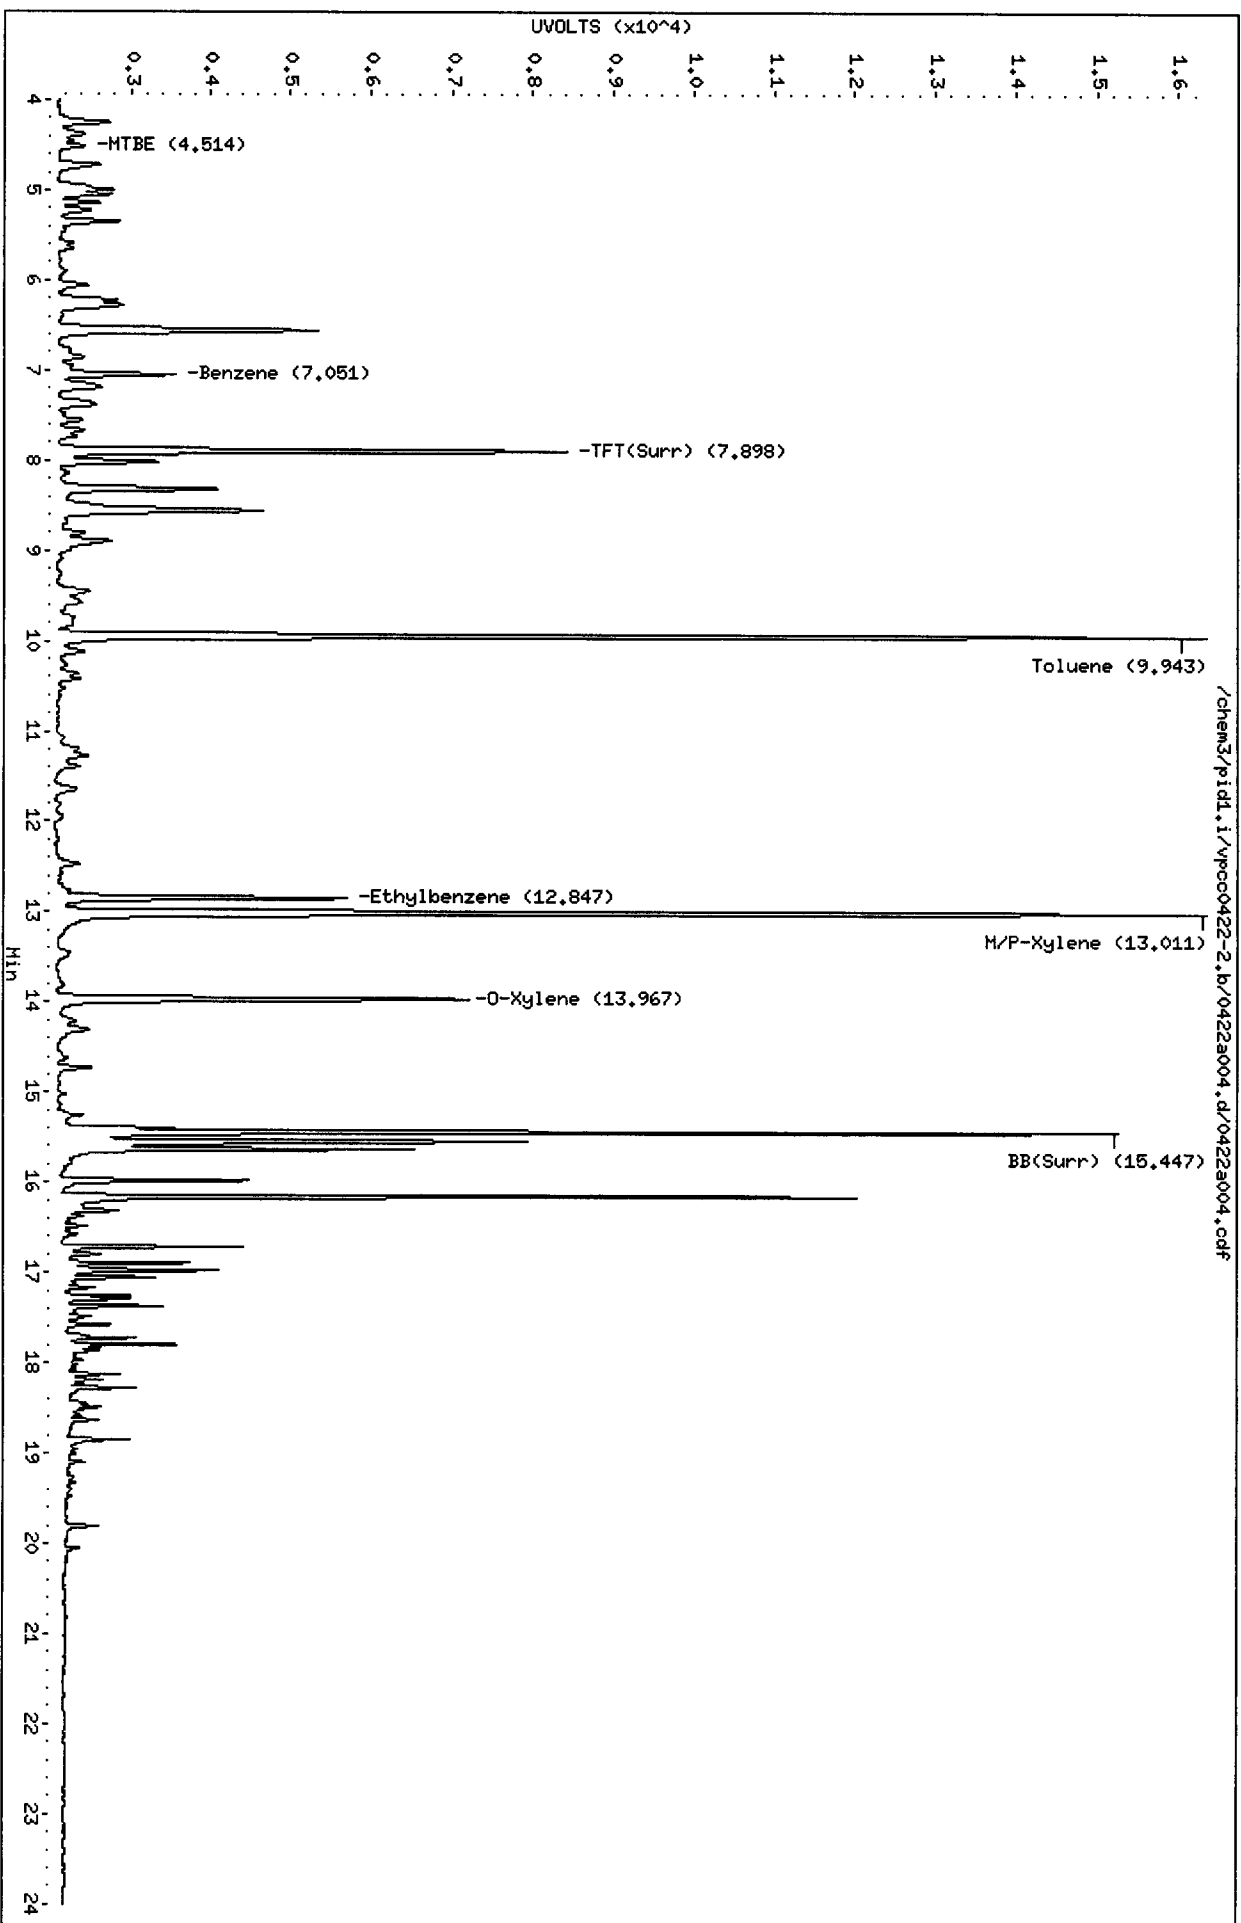 /chem3/pid1.i/vpcc0422-2.b/0422a004.d/0422a004.cdf
UVOLTS (x10^4)
1.6
1.5
1.4
1.3
1.2
1.1
1.0
0.9
0.8
0.7
0.6
0.5
0.4
0.3
-MTBE (4.514)
-Benzene (7.051)
-TFT(Surr) (7.898)
Toluene (9.943)
-Ethylbenzene (12.847)
M/P-Xylene (13.011)
-O-Xylene (13.967)
BB(Surr) (15.447)
4 5 6 7 8 9 10 11 12 13 14 15 16 17 18 19 20 21 22 23 24
Min